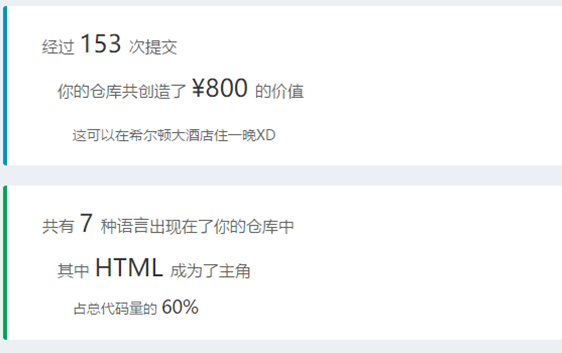 经过 153 次提交
你的仓库共创造了 ¥800 的价值
这可以在希尔顿大酒店住一晚XD
共有 7 种语言出现在了你的仓库中
其中 HTML 成为了主角
占总代码量的 60%